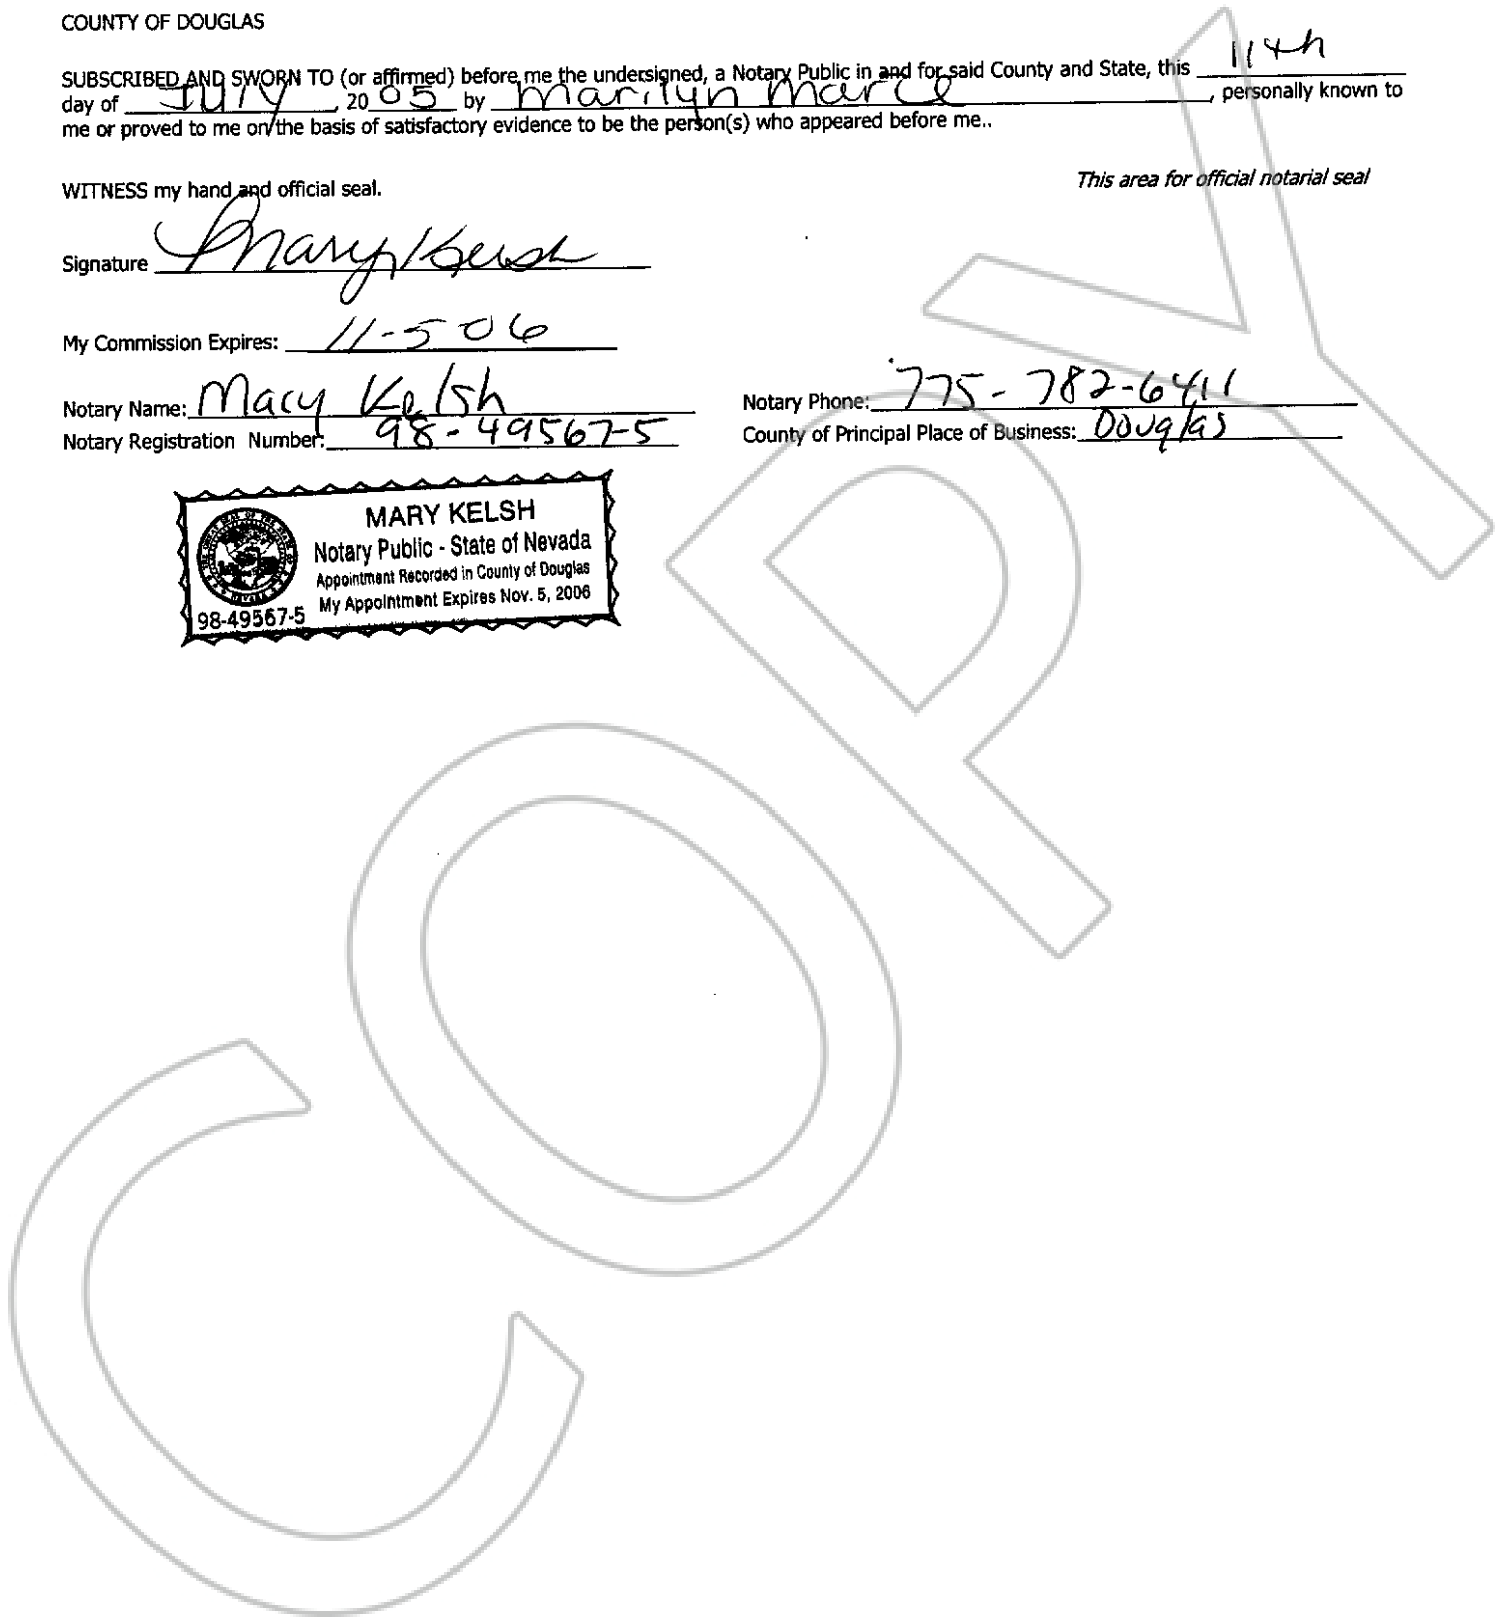 COUNTY OF DOUGLAS
SUBSCRIBED AND SWORN TO (or affirmed) before me the undersigned, a Notary Public in and for said County and State, this 11th
day of July, 2005 by Marilyn Marce, personally known to
me or proved to me on the basis of satisfactory evidence to be the person(s) who appeared before me..
WITNESS my hand and official seal.
This area for official notarial seal
Signature Mary Kelsh
My Commission Expires: 11-5 06
Notary Name: Mary Kelsh
Notary Phone: 775-782-6411
Notary Registration Number: 98-49567-5
County of Principal Place of Business: Douglas
MARY KELSH
Notary Public - State of Nevada
Appointment Recorded in County of Douglas
My Appointment Expires Nov. 5, 2006
98-49567-5
COPY